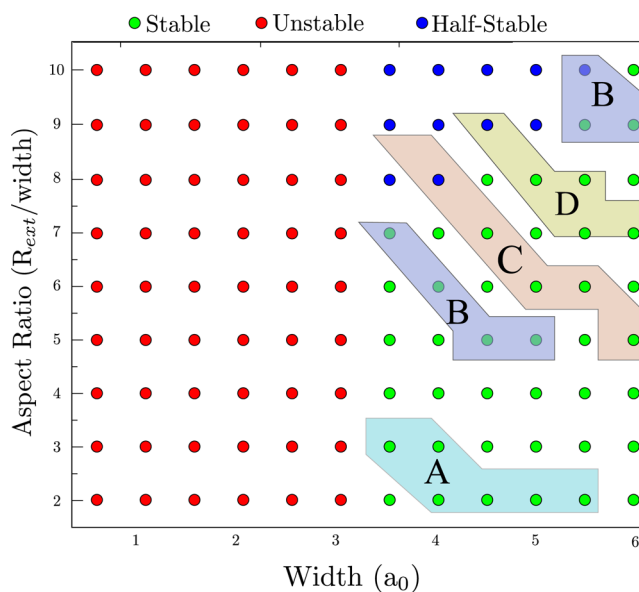 Stable Unstable Half-Stable
10
9
8
7
6
5
4
3
2
Aspect Ratio (R_ext/width)
B
D
C
B
A
1 2 3 4 5 6
Width (a_0)